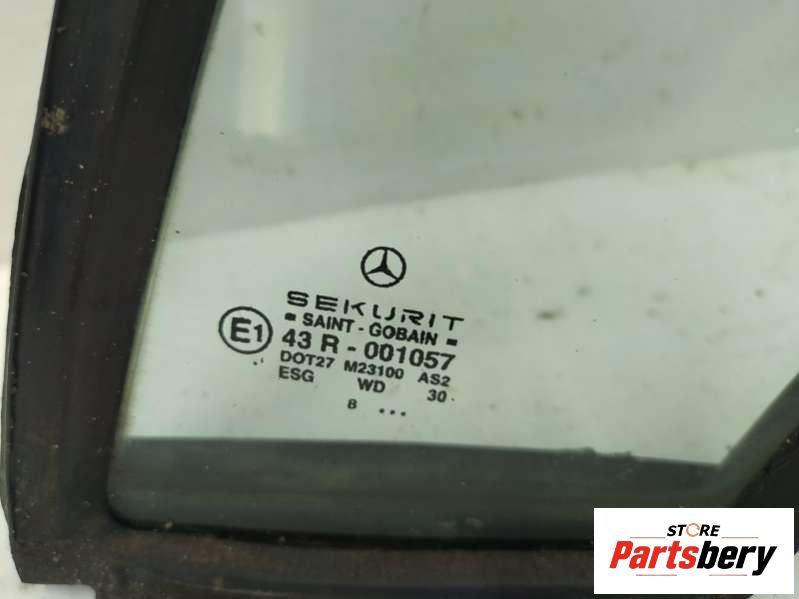 SEKURIT
SAINT - GOBAIN
E1
43 R - 001057
DOT27 M23100 AS2
ESG WD 30
8 ...
STORE
Partsbery